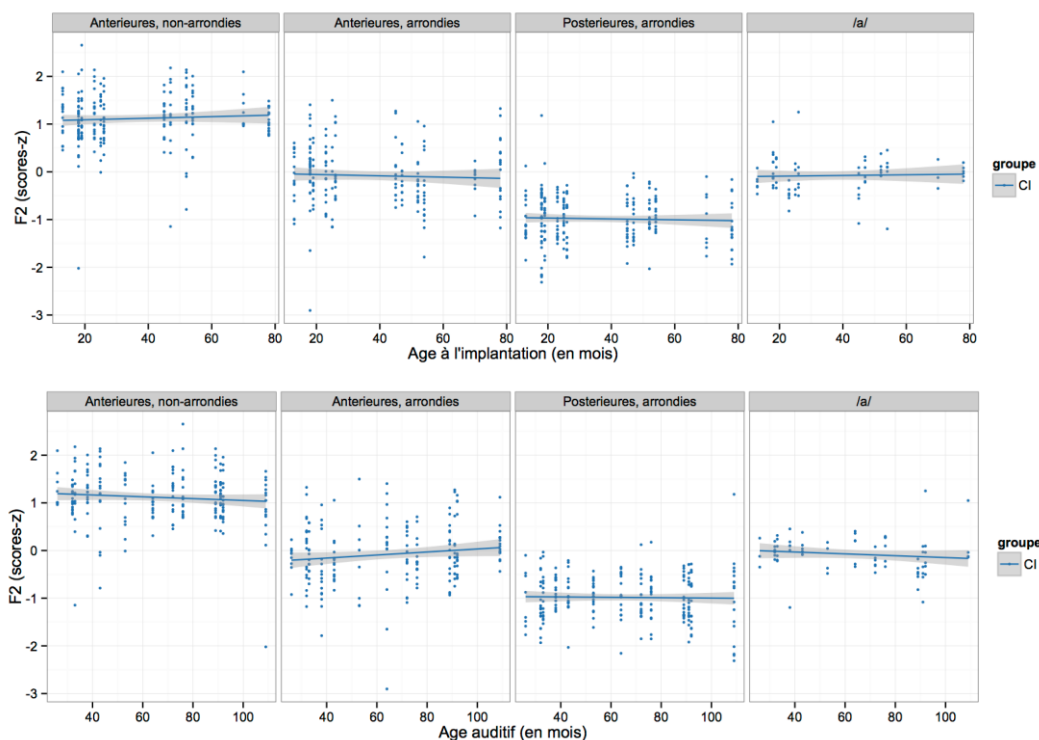 Anterieures, non-arrondies
Anterieures, arrondies
Posterieures, arrondies
/a/
2
1
0
-1
-2
-3
F2 (scores-z)
groupe
CI
20 40 60 80 20 40 60 80 20 40 60 80 20 40 60 80
Age à l'implantation (en mois)
Anterieures, non-arrondies
Anterieures, arrondies
Posterieures, arrondies
/a/
2
1
0
-1
-2
-3
F2 (scores-z)
groupe
CI
40 60 80 100 40 60 80 100 40 60 80 100 40 60 80 100
Age auditif (en mois)